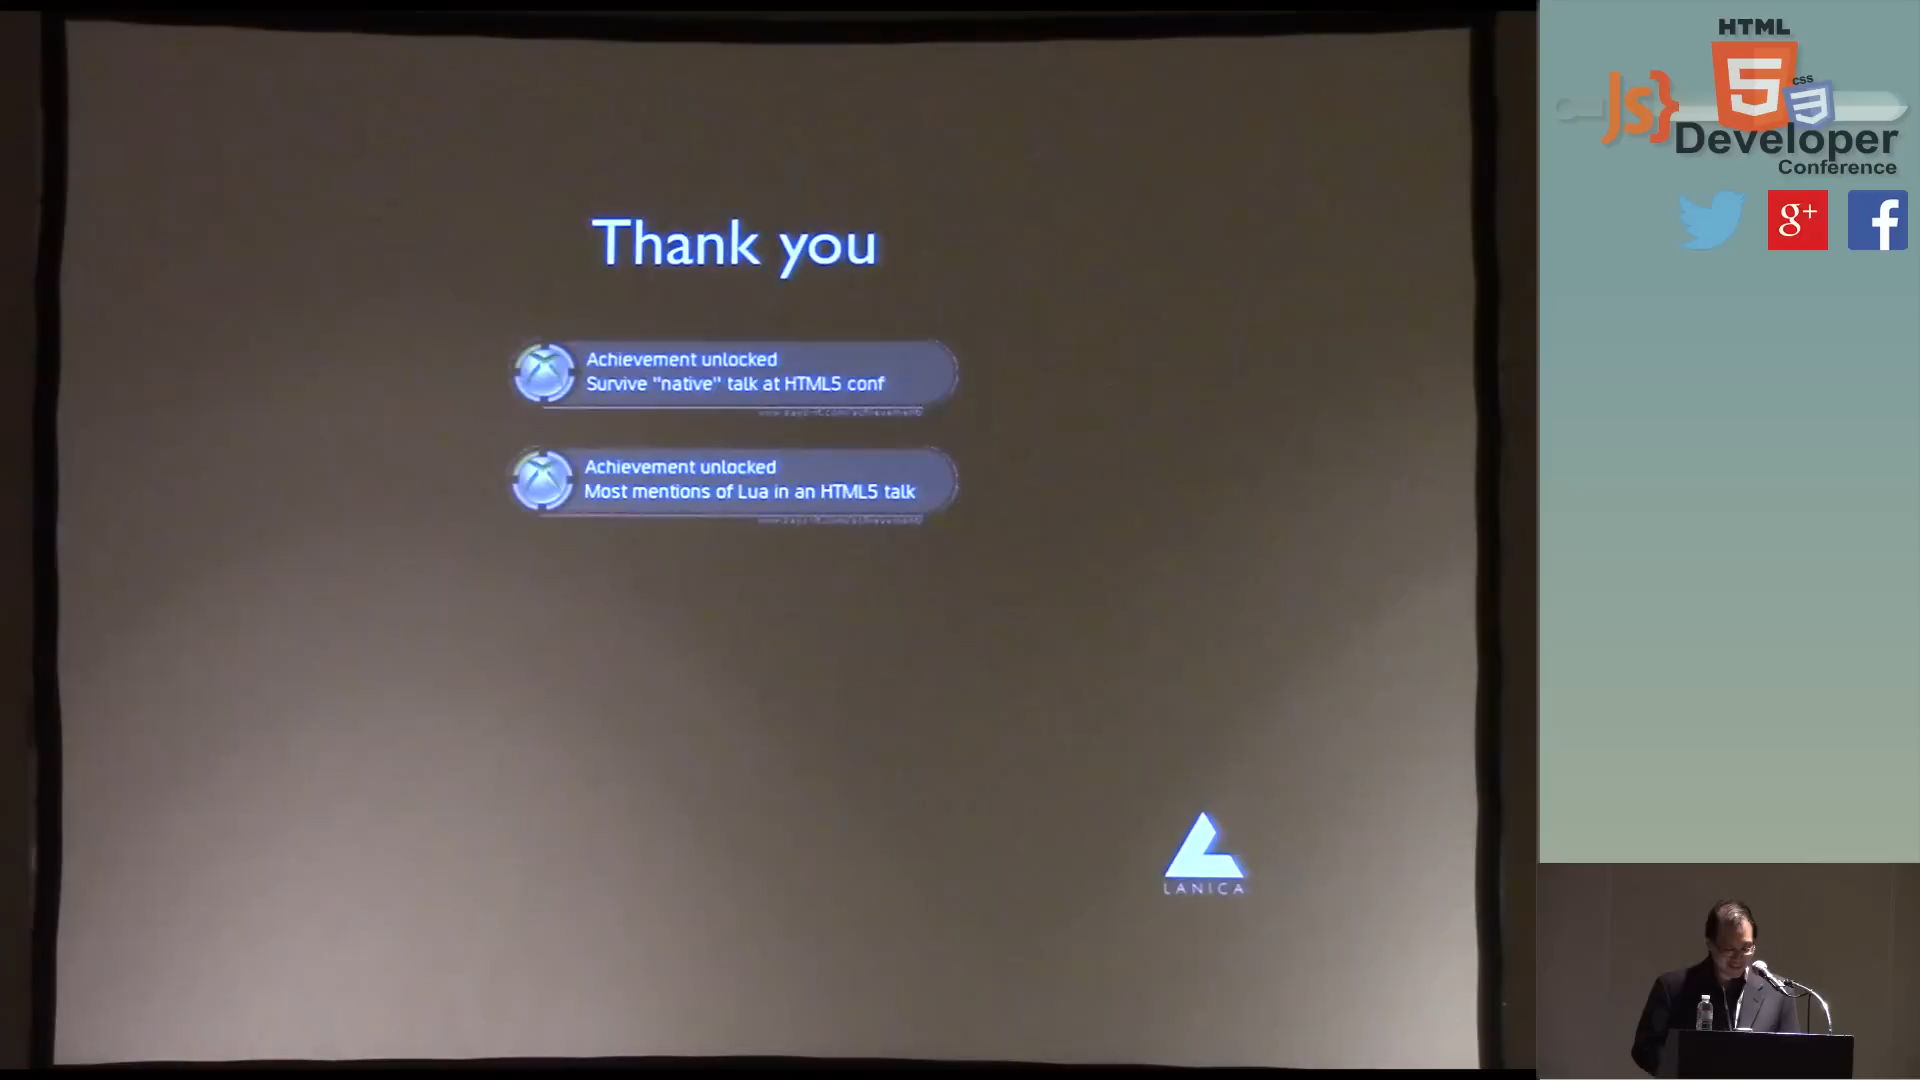 Thank you
Achievement unlocked
Survive "native" talk at HTML5 conf
Achievement unlocked
Most mentions of Lua in an HTML5 talk
LANICA
HTML
5
JS}
css
3
Developer
Conference
g+
f